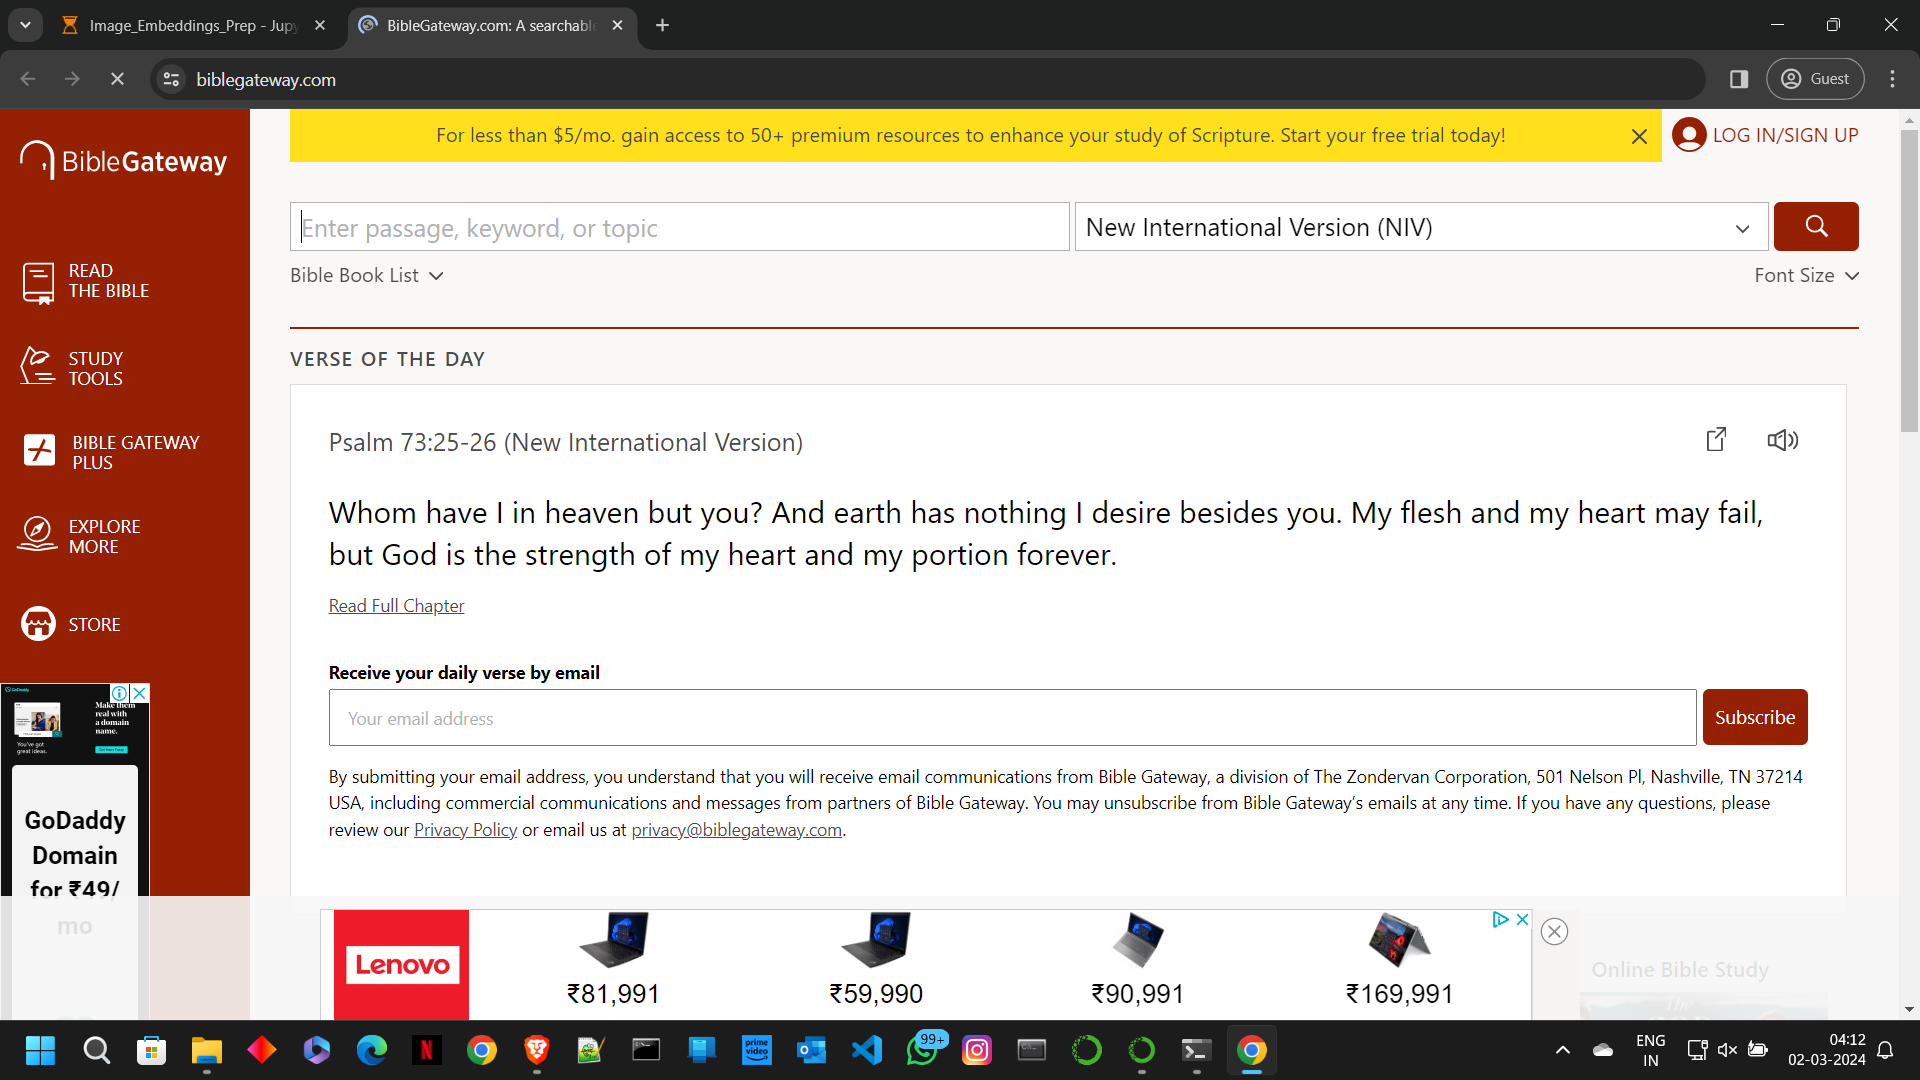 Image_Embeddings_Prep - Jupy
BibleGateway.com: A searchable
biblegateway.com
Guest
BibleGateway
For less than $5/mo. gain access to 50+ premium resources to enhance your study of Scripture. Start your free trial today!
LOG IN/SIGN UP
Enter passage, keyword, or topic
New International Version (NIV)
Bible Book List
Font Size
READ
THE BIBLE
STUDY
TOOLS
BIBLE GATEWAY
PLUS
EXPLORE
MORE
STORE
VERSE OF THE DAY
Psalm 73:25-26 (New International Version)
Whom have I in heaven but you? And earth has nothing I desire besides you. My flesh and my heart may fail,
but God is the strength of my heart and my portion forever.
Read Full Chapter
Receive your daily verse by email
Your email address
Subscribe
By submitting your email address, you understand that you will receive email communications from Bible Gateway, a division of The Zondervan Corporation, 501 Nelson Pl, Nashville, TN 37214
USA, including commercial communications and messages from partners of Bible Gateway. You may unsubscribe from Bible Gateway's emails at any time. If you have any questions, please
review our Privacy Policy or email us at privacy@biblegateway.com.
GoDaddy
Make them
real with
a domain
name.
You've got
great ideas.
GoDaddy
Domain
for ₹49/
mo
Lenovo
₹81,991
₹59,990
₹90,991
₹169,991
Online Bible Study
prime
video
99+
ENG
IN
04:12
02-03-2024